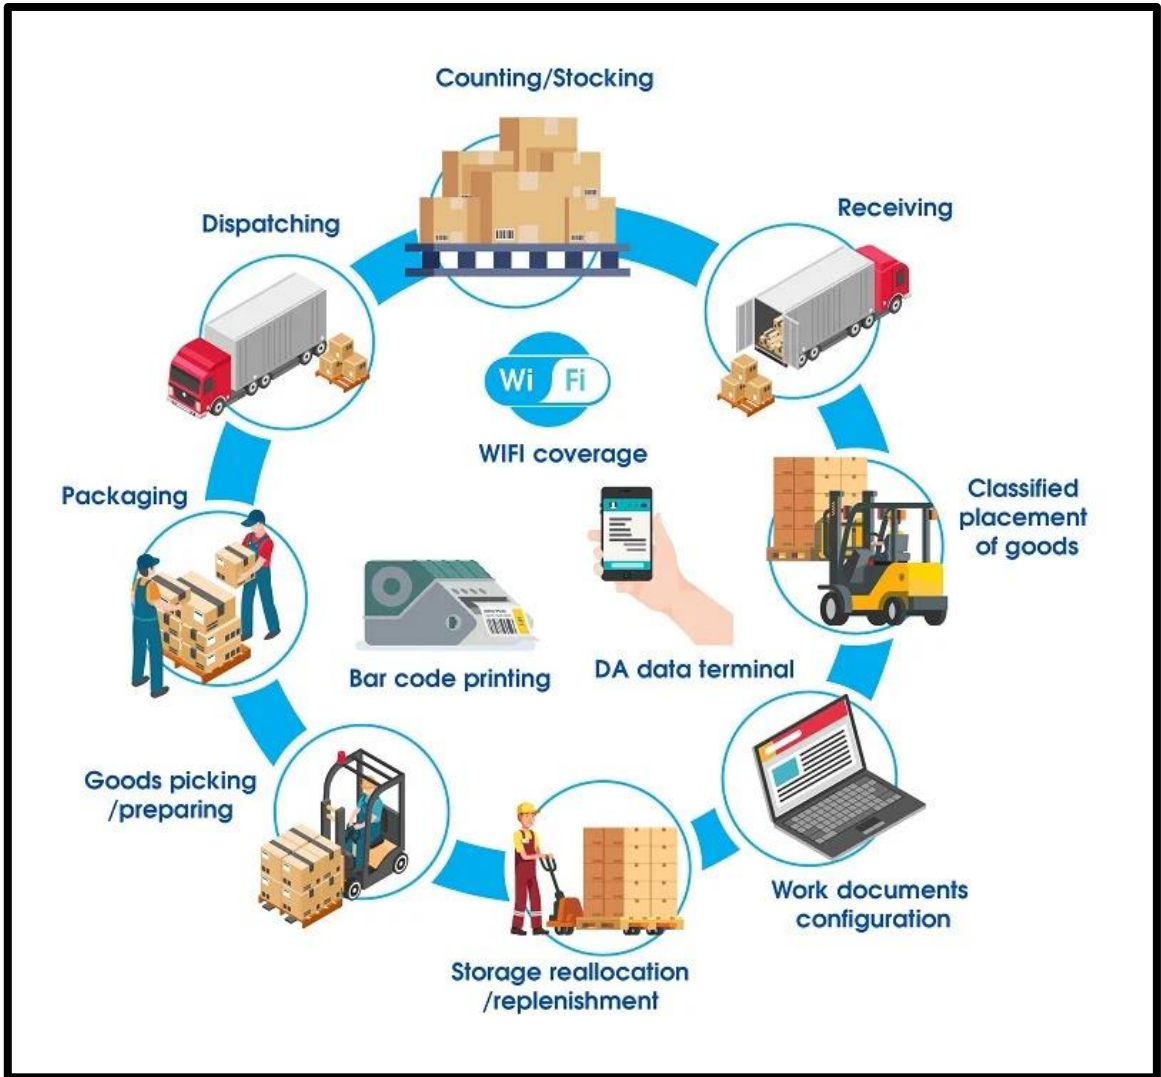 Counting/Stocking
Receiving
Dispatching
Wi Fi
WIFI coverage
Classified
placement
of goods
Packaging
Bar code printing
DA data terminal
Goods picking
/preparing
Work documents
configuration
Storage reallocation
/replenishment